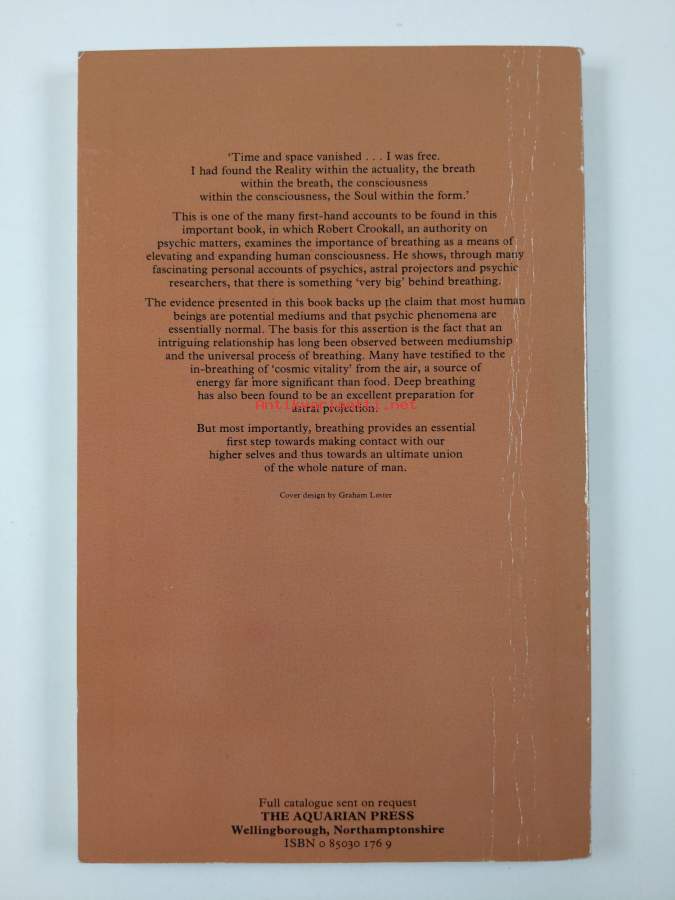 ‘Time and space vanished . . . I was free.
I had found the Reality within the actuality, the breath
within the breath, the consciousness
within the consciousness, the Soul within the form.’
This is one of the many first-hand accounts to be found in this
important book, in which Robert Crookall, an authority on
psychic matters, examines the importance of breathing as a means of
elevating and expanding human consciousness. He shows, through many
fascinating personal accounts of psychics, astral projectors and psychic
researchers, that there is something ‘very big’ behind breathing.
The evidence presented in this book backs up the claim that most human
beings are potential mediums and that psychic phenomena are
essentially normal. The basis for this assertion is the fact that an
intriguing relationship has long been observed between mediumship
and the universal process of breathing. Many have testified to the
in-breathing of ‘cosmic vitality’ from the air, a source of
energy far more significant than food. Deep breathing
has also been found to be an excellent preparation for
Antikvariaatti.net
astral projection.
But most importantly, breathing provides an essential
first step towards making contact with our
higher selves and thus towards an ultimate union
of the whole nature of man.
Cover design by Graham Lester
Full catalogue sent on request
THE AQUARIAN PRESS
Wellingborough, Northamptonshire
ISBN 0 85030 176 9